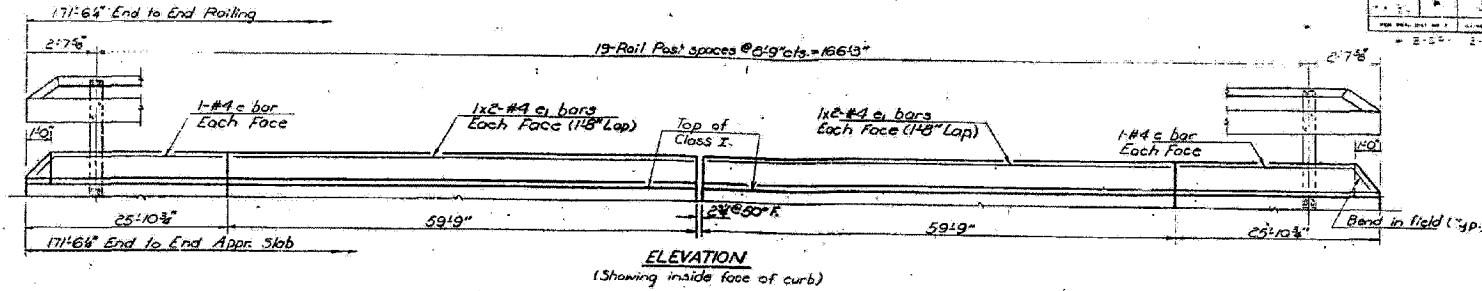 171'-6¼" End to End Railing
2'-7⅝"
19-Rail Post spaces @ 8'-9" cts. = 166'-3"
2'-7⅝"
1-#4 e bar
Each Face
1x2-#4 e₁ bars
Each Face (1'-8" Lap)
Top of
Class I
1x2-#4 e₁ bars
Each Face (1'-8" Lap)
1-#4 e bar
Each Face
1'-0"
1'-0"
25'-10¾"
59'-9"
@ 50° F.
59'-9"
25'-10¾"
Bend in field (Typ.
171'-6¼" End to End Appr. Slab
ELEVATION
(Showing inside face of curb)